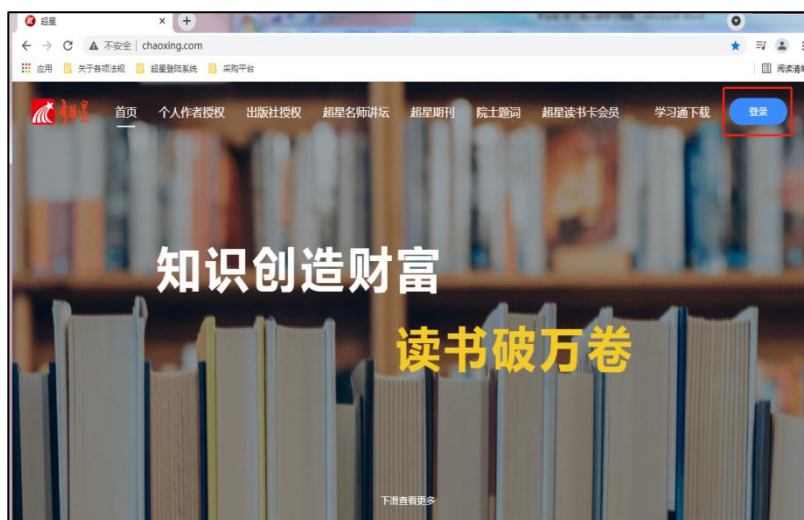 超星
不安全 | chaoxing.com
应用 关于各项法规 超星登陆系统 采购平台 阅读清单
超星 首页 个人作者授权 出版社授权 超星名师讲坛 超星期刊 院士题词 超星读书卡会员 学习通下载 登录
知识创造财富
读书破万卷
下滑查看更多